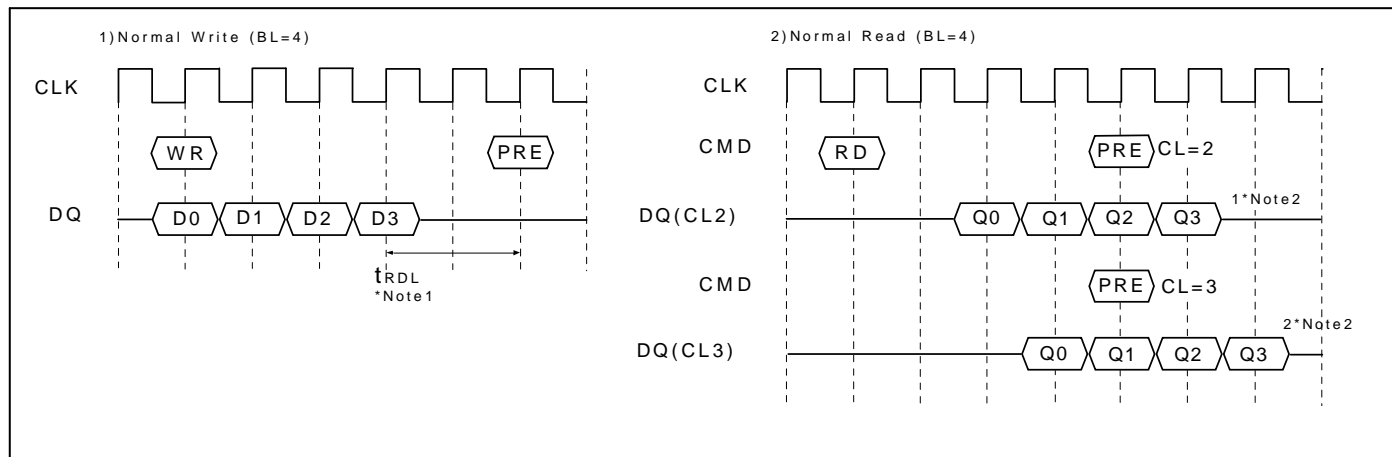 1)Normal Write (BL=4)
CLK
WR
PRE
DQ
D0 D1 D2 D3
tRDL
*Note1
2)Normal Read (BL=4)
CLK
CMD
RD
PRE CL=2
DQ(CL2)
Q0 Q1 Q2 Q3
1*Note2
CMD
PRE CL=3
DQ(CL3)
Q0 Q1 Q2 Q3
2*Note2